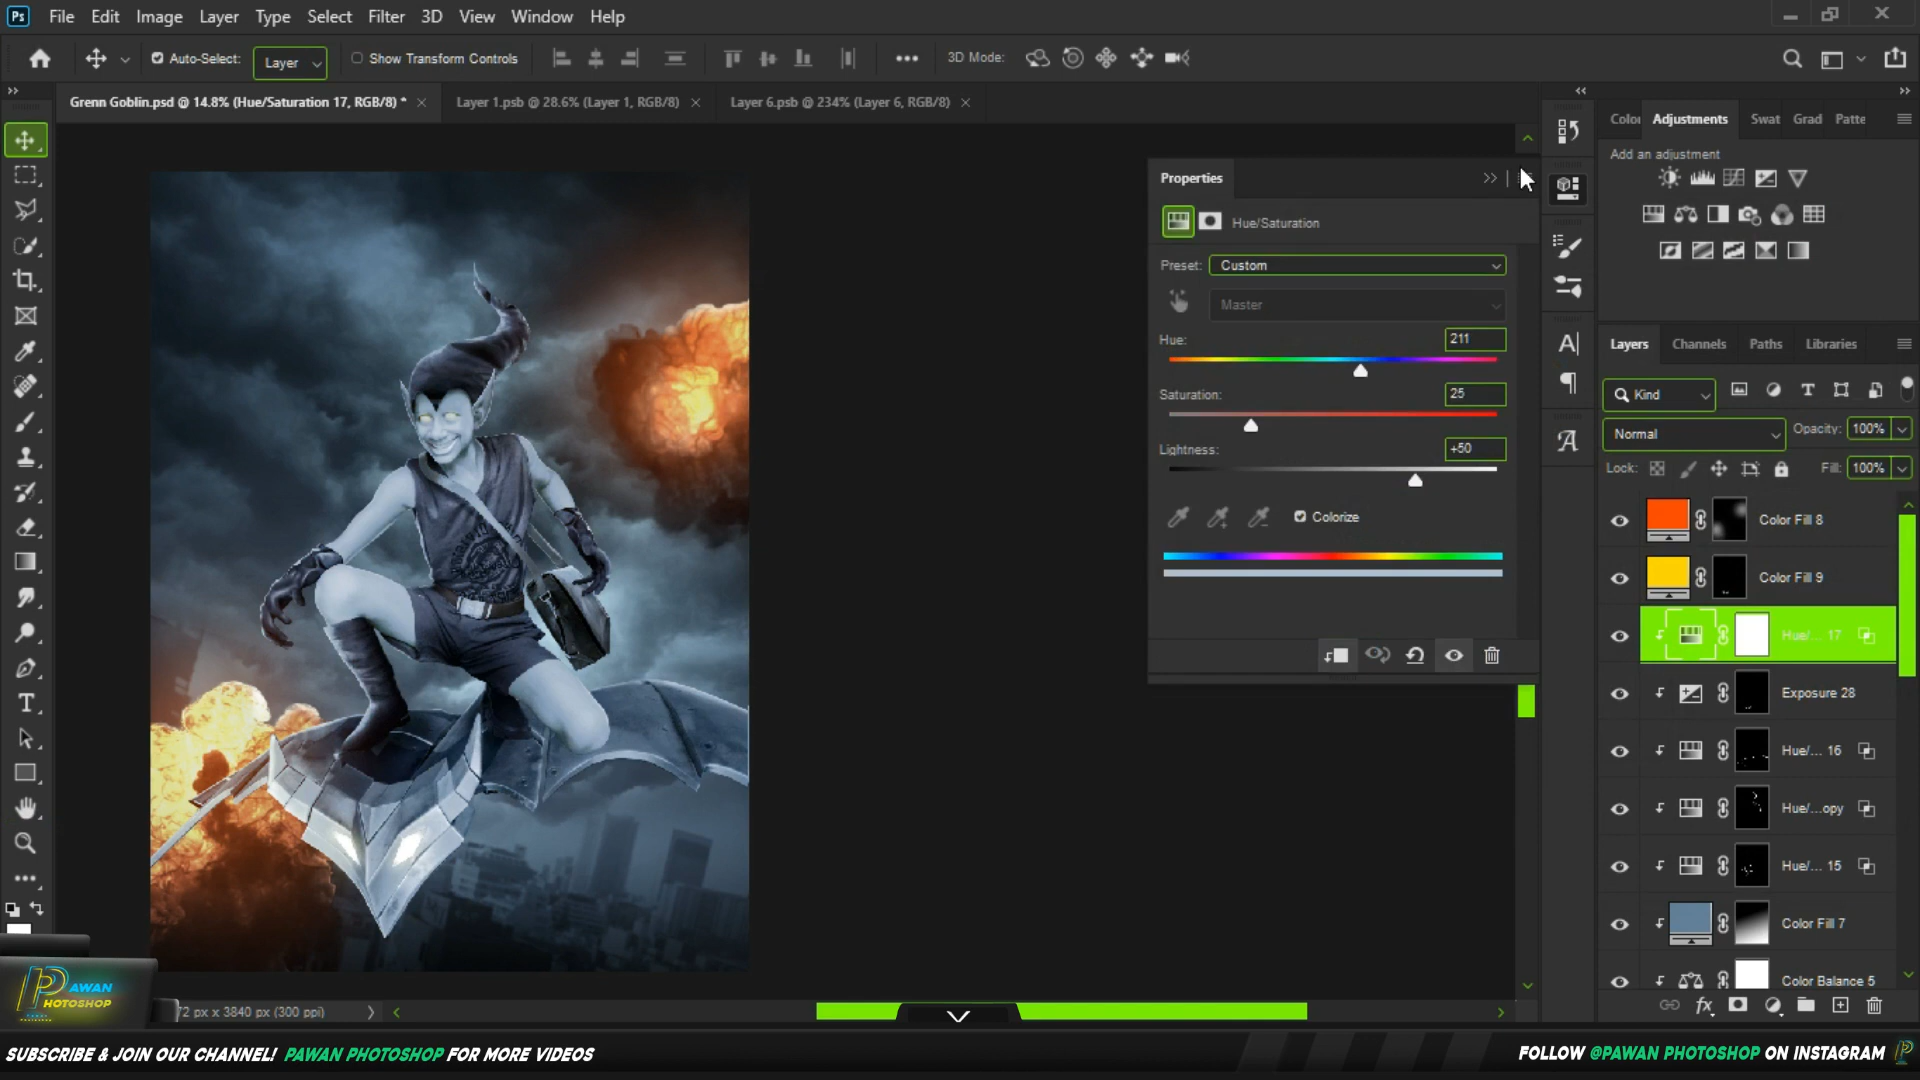 Ps File Edit Image Layer Type Select Filter 3D View Window Help
Auto-Select: Layer Show Transform Controls 3D Mode:
Grenn Goblin.psd @ 14.8% (Hue/Saturation 17, RGB/8) *
Layer 1.psb @ 28.6% (Layer 1, RGB/8)
Layer 6.psb @ 234% (Layer 6, RGB/8)
Properties
Hue/Saturation
Preset: Custom
Master
Hue: 211
Saturation: 25
Lightness: +50
Colorize
Color Adjustments Swat Grad Patte
Add an adjustment
Layers Channels Paths Libraries
Kind
Normal Opacity: 100%
Lock: Fill: 100%
Color Fill 8
Color Fill 9
Hue/... 17
Exposure 28
Hue/... 16
Hue/...opy
Hue/... 15
Color Fill 7
Color Balance 5
72 px x 3840 px (300 ppi)
PAWAN
PHOTOSHOP
SUBSCRIBE & JOIN OUR CHANNEL! PAWAN PHOTOSHOP FOR MORE VIDEOS
FOLLOW @PAWAN PHOTOSHOP ON INSTAGRAM